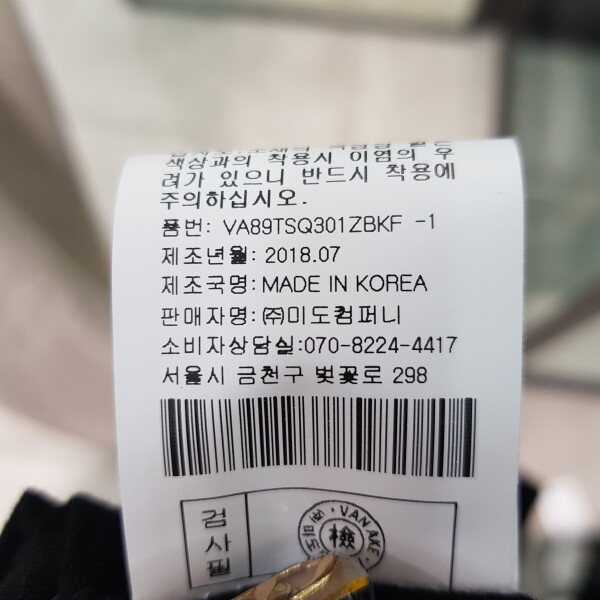 색상과의 착용시 이염의 우
려가 있으니 반드시 착용에
주의하십시오.
품번: VA89TSQ301ZBKF -1
제조년월: 2018.07
제조국명: MADE IN KOREA
판매자명: ㈜미도컴퍼니
소비자상담실:070-8224-4417
서울시 금천구 벚꽃로 298
검사필
VAN AKE
檢